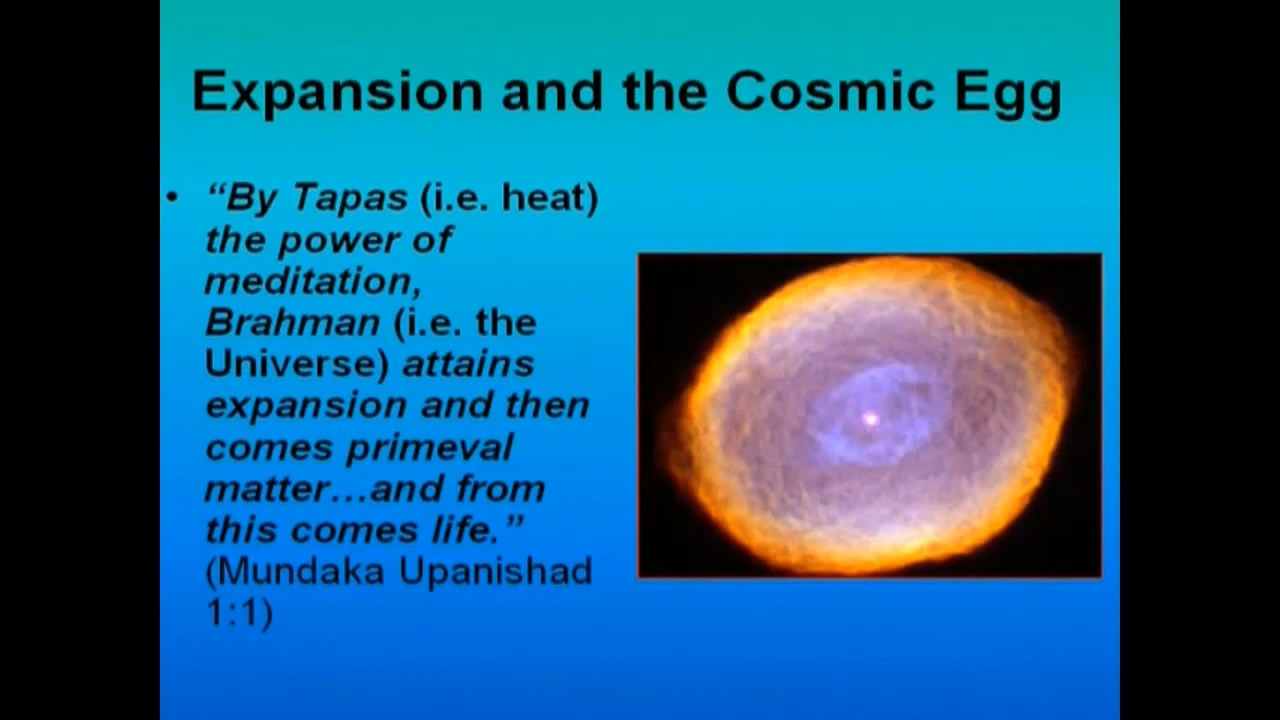 Expansion and the Cosmic Egg
• “By Tapas (i.e. heat)
the power of
meditation,
Brahman (i.e. the
Universe) attains
expansion and then
comes primeval
matter…and from
this comes life.”
(Mundaka Upanishad
1:1)